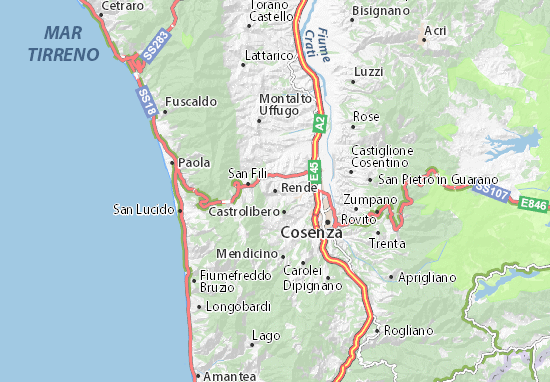 Cetraro
Torano
Castello
Bisignano
MAR
TIRRENO
SS283
Fiume
Crati
Acri
Lattarico
Luzzi
SS18
Fuscaldo
Montalto
Uffugo
A2
Rose
Paola
Castiglione
Cosentino
E45
San Fili
San Pietro in Guarano
Rende
SS107
E846
San Lucido
Castrolibero
Zumpano
Rovito
Cosenza
Trenta
Mendicino
Carolei
Dipignano
Aprigliano
Fiumefreddo
Bruzio
Longobardi
Rogliano
Lago
Amantea